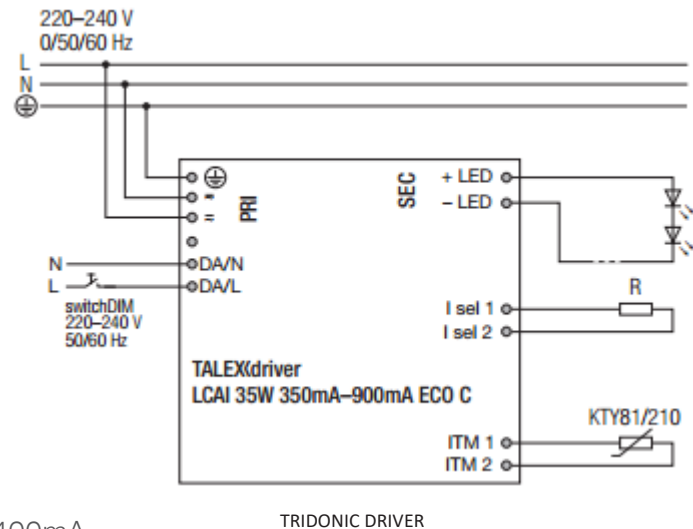 220–240 V
0/50/60 Hz
L
N
PRI
SEC
+ LED
– LED
~
=
N
DA/N
L
DA/L
switchDIM
220–240 V
50/60 Hz
I sel 1
R
I sel 2
TALEXXdriver
LCAI 35W 350mA–900mA ECO C
KTY81/210
ITM 1
ITM 2
TRIDONIC DRIVER